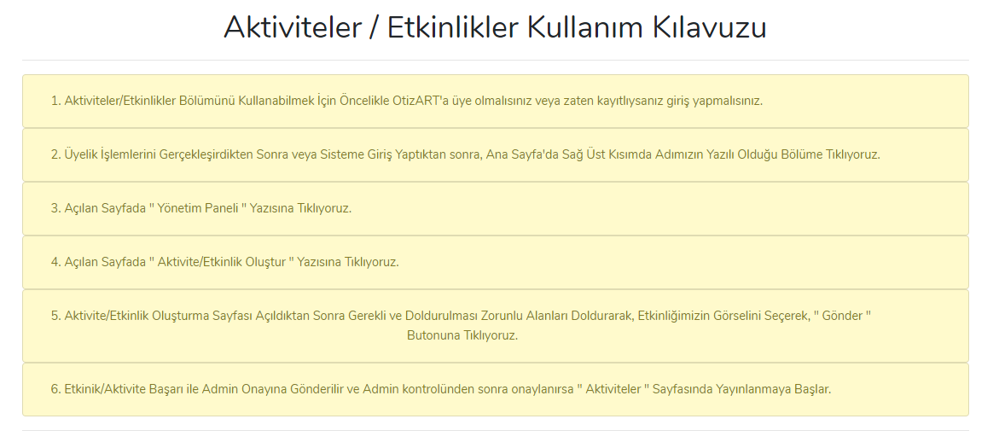 Aktiviteler / Etkinlikler Kullanım Kılavuzu
1. Aktiviteler/Etkinlikler Bölümünü Kullanabilmek İçin Öncelikle OtizART'a üye olmalısınız veya zaten kayıtlıysanız giriş yapmalısınız.
2. Üyelik İşlemlerini Gerçekleşirdikten Sonra veya Sisteme Giriş Yaptıktan sonra, Ana Sayfa'da Sağ Üst Kısımda Adımızın Yazılı Olduğu Bölüme Tıklıyoruz.
3. Açılan Sayfada " Yönetim Paneli " Yazısına Tıklıyoruz.
4. Açılan Sayfada " Aktivite/Etkinlik Oluştur " Yazısına Tıklıyoruz.
5. Aktivite/Etkinlik Oluşturma Sayfası Açıldıktan Sonra Gerekli ve Doldurulması Zorunlu Alanları Doldurarak, Etkinliğimizin Görselini Seçerek, " Gönder "
Butonuna Tıklıyoruz.
6. Etkinik/Aktivite Başarı ile Admin Onayına Gönderilir ve Admin kontrolünden sonra onaylanırsa " Aktiviteler " Sayfasında Yayınlanmaya Başlar.